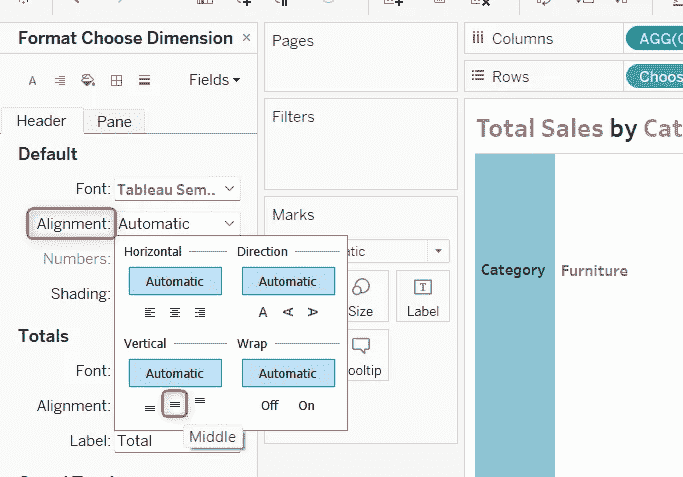 Format Choose Dimension ×
Fields
Header
Pane
Default
Font: Tableau Sem..
Alignment: Automatic
Numbers:
Shading:
Horizontal
Direction
Automatic
Automatic
A A A
Vertical
Wrap
Automatic
Automatic
Off On
Middle
Totals
Font:
Alignment:
Label: Total
Pages
Filters
Marks
Size
Label
Columns
AGG(
Rows
Choos
Total Sales by Cat
Category
Furniture